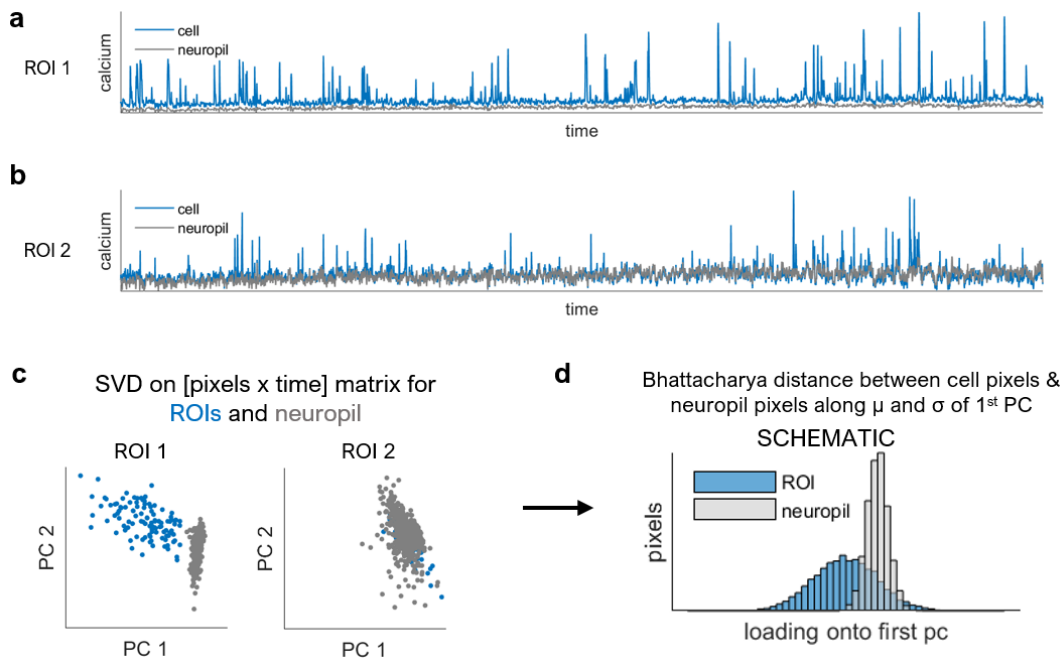 a
ROI 1
calcium
cell
neuropil
time
b
ROI 2
calcium
cell
neuropil
time
c
SVD on [pixels x time] matrix for
ROIs and neuropil
ROI 1
PC 2
PC 1
ROI 2
PC 2
PC 1
d
Bhattacharya distance between cell pixels &
neuropil pixels along μ and σ of 1st PC
SCHEMATIC
ROI
neuropil
pixels
loading onto first pc